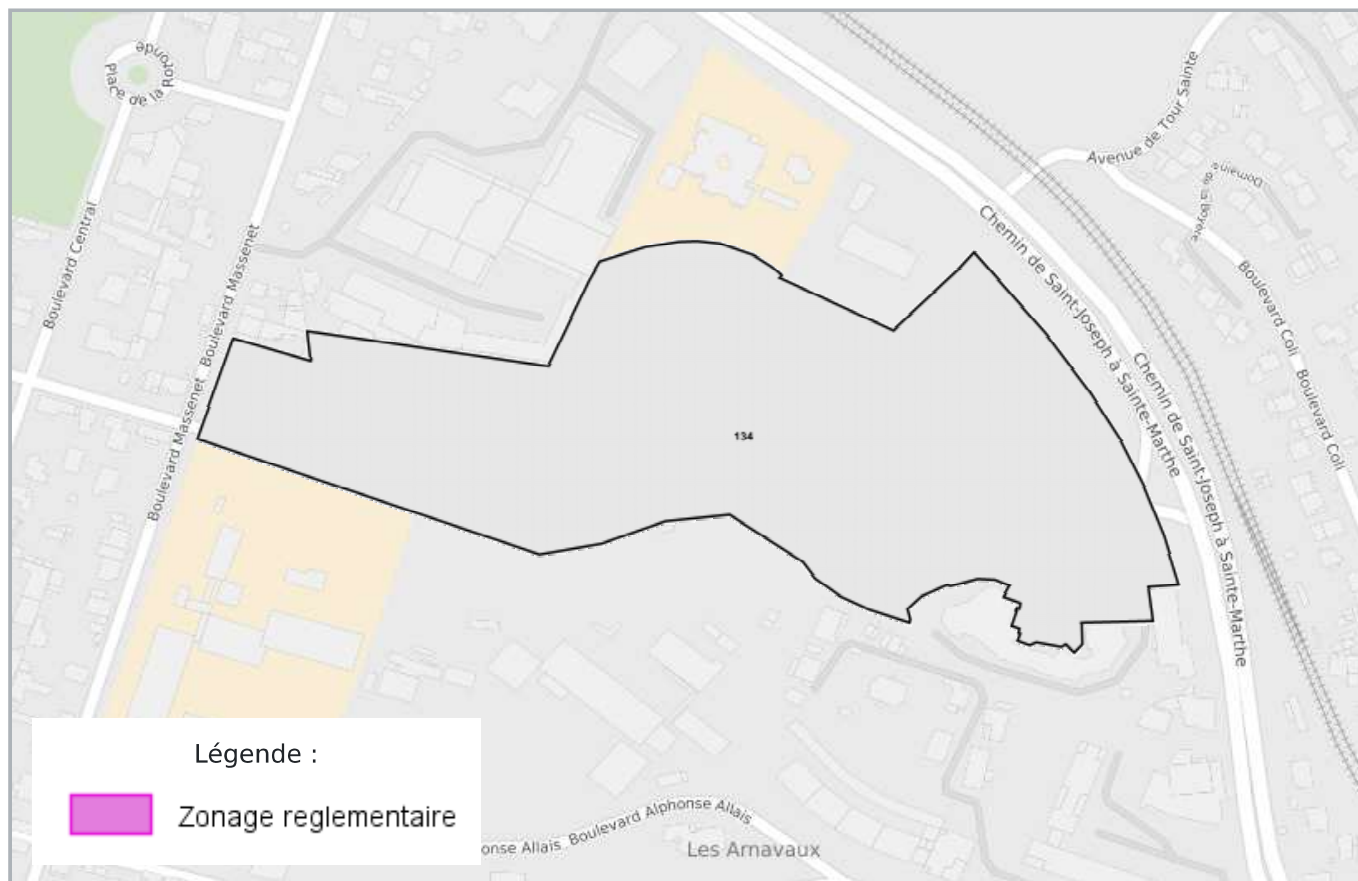 Place de la Rotonde
Boulevard Central
Boulevard Massenet
Boulevard Massenet
Boulevard Massenet
Avenue de Tour Sainte
Domaine de la Boyère
Chemin de Saint-Joseph à Sainte-Marthe
Chemin de Saint-Joseph à Sainte-Marthe
Boulevard Coli
Boulevard Coli
134
Légende :
Zonage reglementaire
onse Allais
Boulevard Alphonse Allais
Les Arnavaux